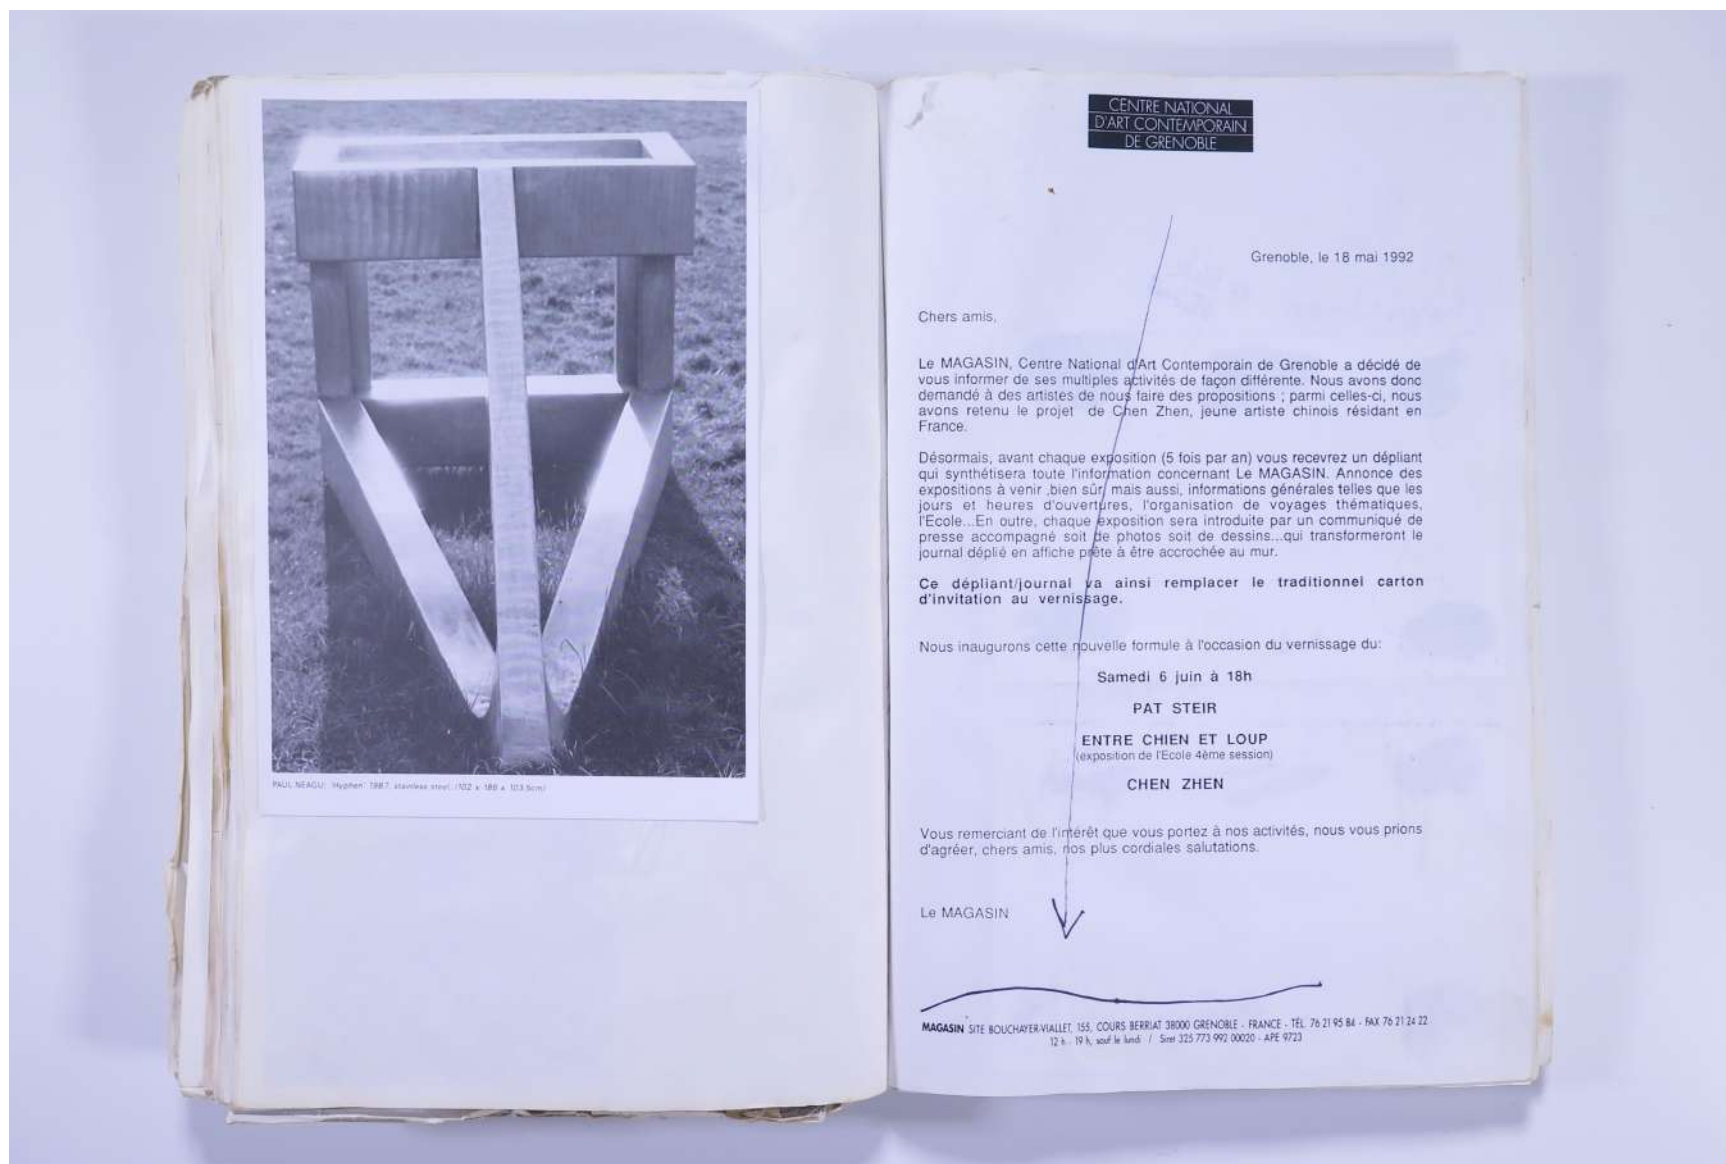 PAUL NEAGU: 'Hyphen' 1987, stainless steel, (102 x 186 x 103.5cm)
CENTRE NATIONAL
D'ART CONTEMPORAIN
DE GRENOBLE
Grenoble, le 18 mai 1992
Chers amis,
Le MAGASIN, Centre National d'Art Contemporain de Grenoble a décidé de
vous informer de ses multiples activités de façon différente. Nous avons donc
demandé à des artistes de nous faire des propositions ; parmi celles-ci, nous
avons retenu le projet de Chen Zhen, jeune artiste chinois résidant en
France.
Désormais, avant chaque exposition (5 fois par an) vous recevrez un dépliant
qui synthétisera toute l'information concernant Le MAGASIN. Annonce des
expositions à venir ,bien sûr, mais aussi, informations générales telles que les
jours et heures d'ouvertures, l'organisation de voyages thématiques,
l'Ecole...En outre, chaque exposition sera introduite par un communiqué de
presse accompagné soit de photos soit de dessins...qui transformeront le
journal déplié en affiche prête à être accrochée au mur.
Ce dépliant/journal va ainsi remplacer le traditionnel carton
d'invitation au vernissage.
Nous inaugurons cette nouvelle formule à l'occasion du vernissage du:
Samedi 6 juin à 18h
PAT STEIR
ENTRE CHIEN ET LOUP
(exposition de l'Ecole 4ème session)
CHEN ZHEN
Vous remerciant de l'intérêt que vous portez à nos activités, nous vous prions
d'agréer, chers amis, nos plus cordiales salutations.
Le MAGASIN
MAGASIN SITE BOUCHAYER-VIALLET, 155, COURS BERRIAT 38000 GRENOBLE - FRANCE - TÉL. 76 21 95 84 - FAX 76 21 24 22
12 h - 19 h, sauf le lundi / Siret 325 773 992 00020 - APE 9723